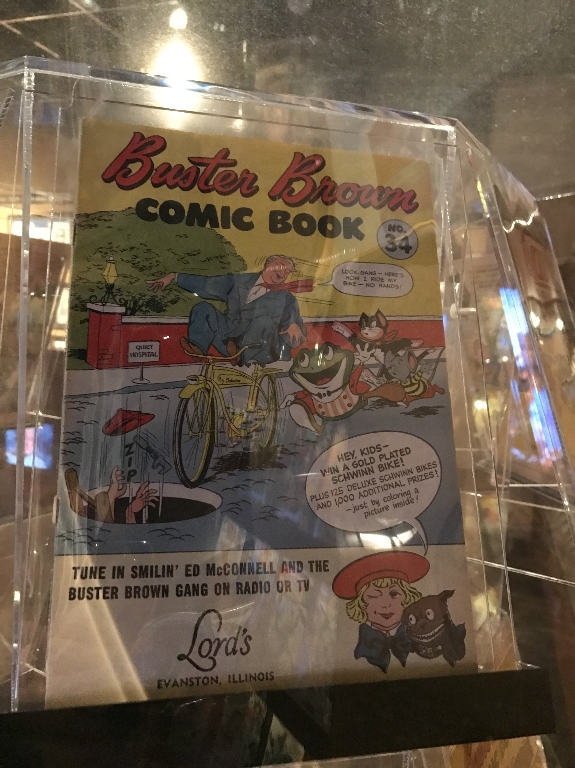 Buster Brown
COMIC BOOK
NO.
34
LOOK, GANG - HERE'S
HOW I RIDE MY
BIKE - NO HANDS!
QUIET
HOSPITAL
ZIP
HEY, KIDS-
WIN A GOLD PLATED
SCHWINN BIKE!
PLUS 125 DELUXE SCHWINN BIKES
AND 1,000 ADDITIONAL PRIZES!
-just by coloring a
picture inside!
TUNE IN SMILIN' ED McCONNELL AND THE
BUSTER BROWN GANG ON RADIO OR TV
Lord's
EVANSTON, ILLINOIS